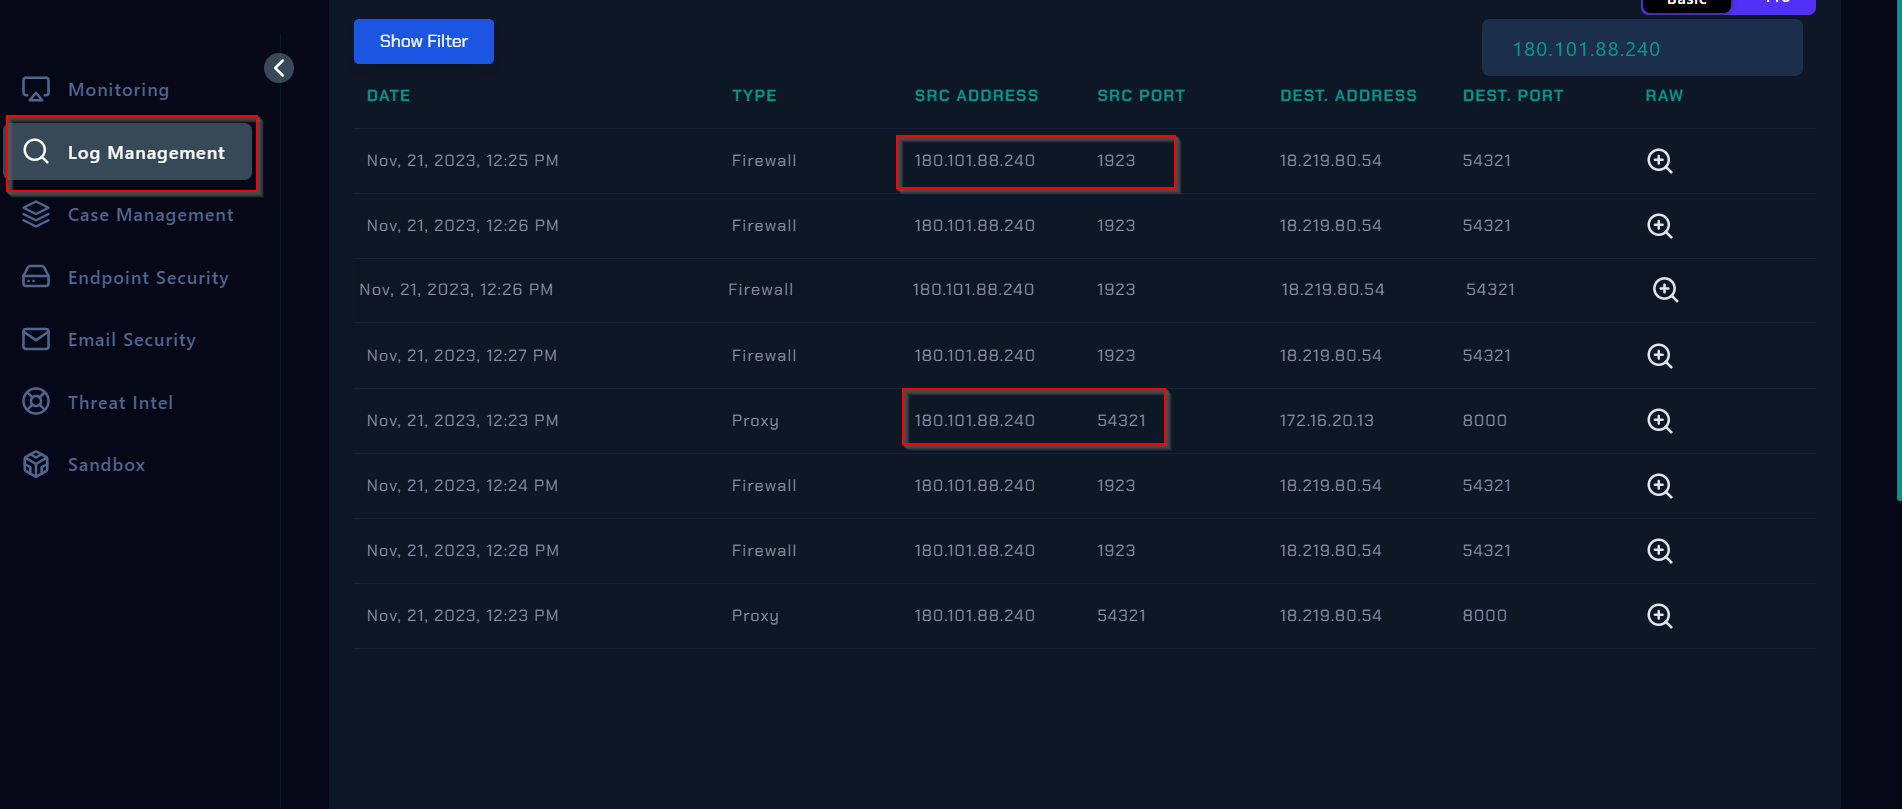 Basic Pro
Show Filter
180.101.88.240
Monitoring
Log Management
Case Management
Endpoint Security
Email Security
Threat Intel
Sandbox
DATE TYPE SRC ADDRESS SRC PORT DEST. ADDRESS DEST. PORT RAW
Nov, 21, 2023, 12:25 PM Firewall 180.101.88.240 1923 18.219.80.54 54321
Nov, 21, 2023, 12:26 PM Firewall 180.101.88.240 1923 18.219.80.54 54321
Nov, 21, 2023, 12:26 PM Firewall 180.101.88.240 1923 18.219.80.54 54321
Nov, 21, 2023, 12:27 PM Firewall 180.101.88.240 1923 18.219.80.54 54321
Nov, 21, 2023, 12:23 PM Proxy 180.101.88.240 54321 172.16.20.13 8000
Nov, 21, 2023, 12:24 PM Firewall 180.101.88.240 1923 18.219.80.54 54321
Nov, 21, 2023, 12:28 PM Firewall 180.101.88.240 1923 18.219.80.54 54321
Nov, 21, 2023, 12:23 PM Proxy 180.101.88.240 54321 18.219.80.54 8000